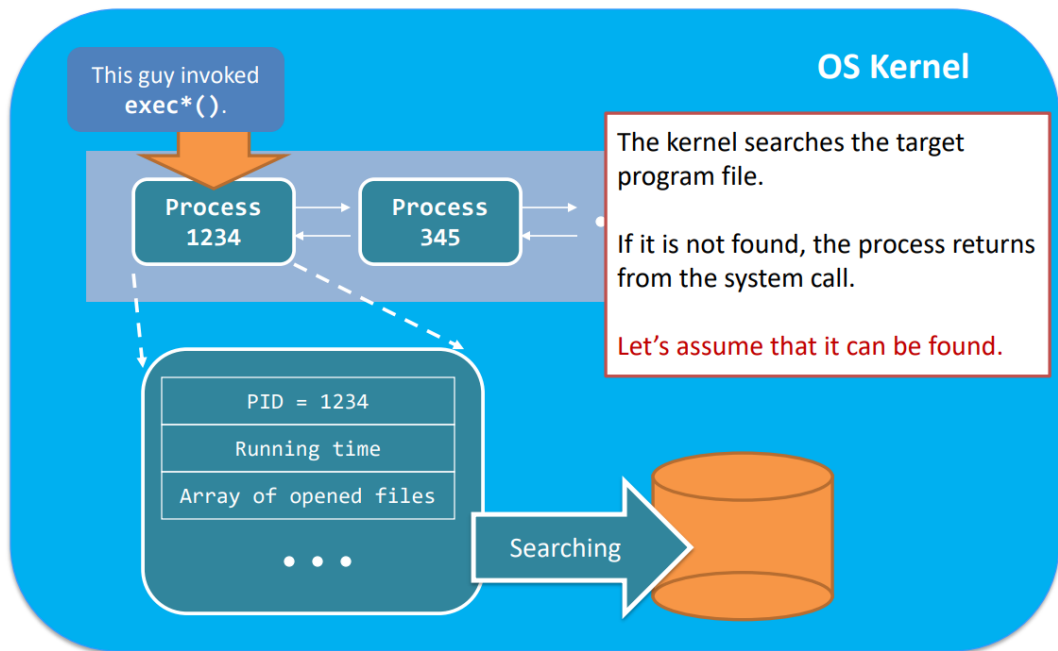 This guy invoked
exec*().
OS Kernel
The kernel searches the target
program file.
If it is not found, the process returns
from the system call.
Let's assume that it can be found.
Process
1234
Process
345
PID = 1234
Running time
Array of opened files
• • •
Searching